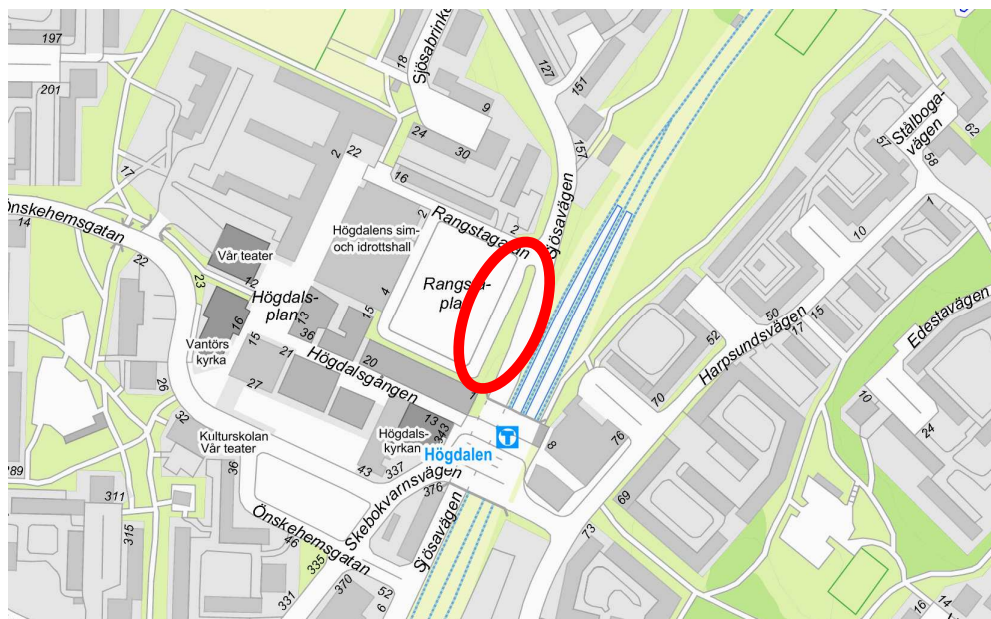 197
201
Sjösabrinken
18
9
127
151
24
30
157
22
2
16
17
Önskehemsgatan
14
22
23
Vår teater
12
Högdalens sim-
och idrottshall
2
Rangstagatan
2
Sjösavägen
Rangsta-
plan
4
15
Högdals-
plan
13
36
16
15
Vantörs
kyrka
21
20
Högdalsgången
26
27
32
1
13
343
Högdals-
kyrkan
337
43
Högdalen
Kulturskolan
Vår teater
36
376
Skebokvarnsvägen
Sjösavägen
Önskehemsgatan
46
335
331
370
52
6
289
311
315
8
76
70
69
73
52
50
17
15
Harpsundsvägen
10
57
58
Stålboga-
vägen
62
1
Edestavägen
10
24
16
14